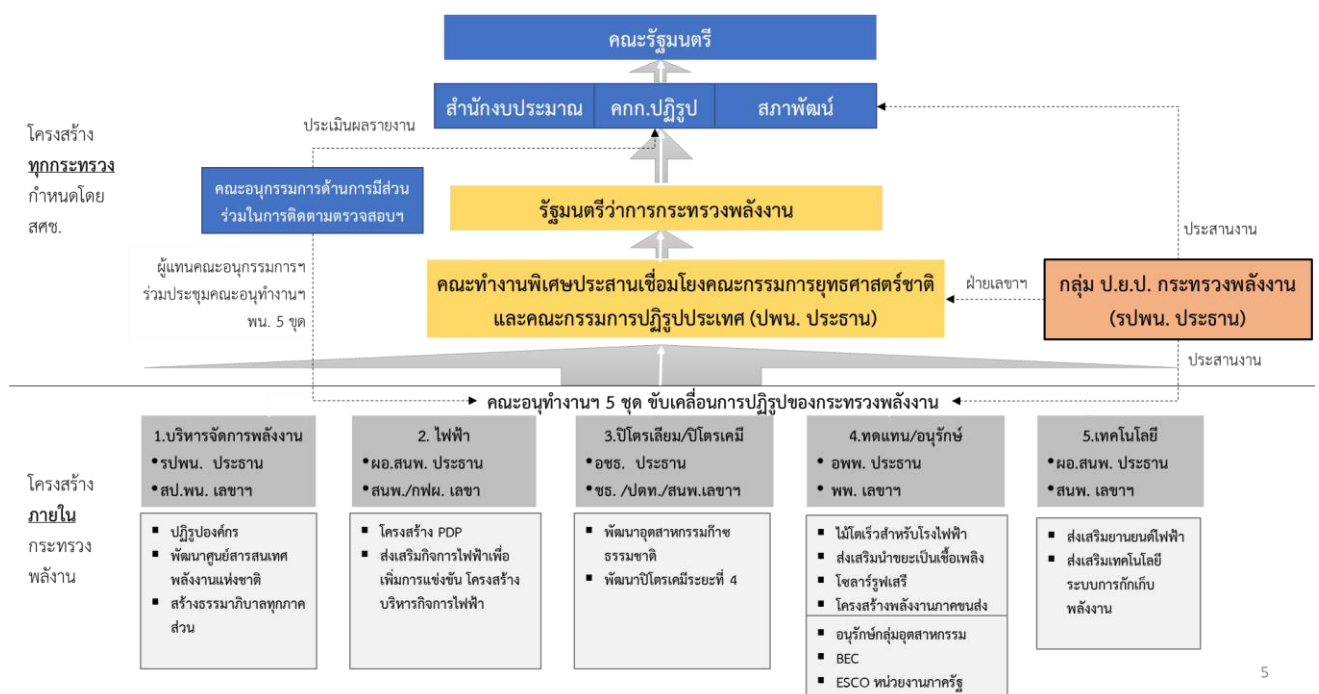 คณะรัฐมนตรี
สำนักงบประมาณ
คกก.ปฏิรูป
สภาพัฒน์
ประเมินผลรายงาน
โครงสร้าง
ทุกกระทรวง
กำหนดโดย
สศช.
คณะอนุกรรมการด้านการมีส่วน
ร่วมในการติดตามตรวจสอบฯ
รัฐมนตรีว่าการกระทรวงพลังงาน
ประสานงาน
ผู้แทนคณะอนุกรรมการฯ
ร่วมประชุมคณะอนุทำงานฯ
พน. 5 ชุด
คณะทำงานพิเศษประสานเชื่อมโยงคณะกรรมการยุทธศาสตร์ชาติ
และคณะกรรมการปฏิรูปประเทศ (ปพน. ประธาน)
ฝ่ายเลขาฯ
กลุ่ม ป.ย.ป. กระทรวงพลังงาน
(รปพน. ประธาน)
ประสานงาน
คณะอนุทำงานฯ 5 ชุด ขับเคลื่อนการปฏิรูปของกระทรวงพลังงาน
โครงสร้าง
ภายใน
กระทรวง
พลังาน
1.บริหารจัดการพลังงาน
•รปพน. ประธาน
•สป.พน. เลขาฯ
▪ ปฏิรูปองค์กร
▪ พัฒนาศูนย์สารสนเทศ
พลังงานแห่งชาติ
▪ สร้างธรรมาภิบาลทุกภาค
ส่วน
2. ไฟฟ้า
•ผอ.สนพ. ประธาน
•สนพ./กฟผ. เลขา
▪ โครงสร้าง PDP
▪ ส่งเสริมกิจการไฟฟ้าเพื่อ
เพิ่มการแข่งขัน โครงสร้าง
บริหารกิจการไฟฟ้า
3.ปิโตรเลียม/ปิโตรเคมี
•อชธ. ประธาน
•ชธ. /ปตท./สนพ.เลขาฯ
▪ พัฒนาอุตสาหกรรมก๊าซ
ธรรมชาติ
▪ พัฒนาปิโตรเคมีระยะที่ 4
4.ทดแทน/อนุรักษ์
• อพพ. ประธาน
• พพ. เลขาฯ
▪ ไม้โตเร็วสำหรับโรงไฟฟ้า
▪ ส่งเสริมนำขยะเป็นเชื้อเพลิง
▪ โซลาร์รูฟเสรี
▪ โครงสร้างพลังงานภาคขนส่ง
▪ อนุรักษ์กลุ่มอุตสาหกรรม
▪ BEC
▪ ESCO หน่วยงานภาครัฐ
5.เทคโนโลยี
•ผอ.สนพ. ประธาน
•สนพ. เลขาฯ
▪ ส่งเสริมยานยนต์ไฟฟ้า
▪ ส่งเสริมเทคโนโลยี
ระบบการกักเก็บ
พลังงาน
5